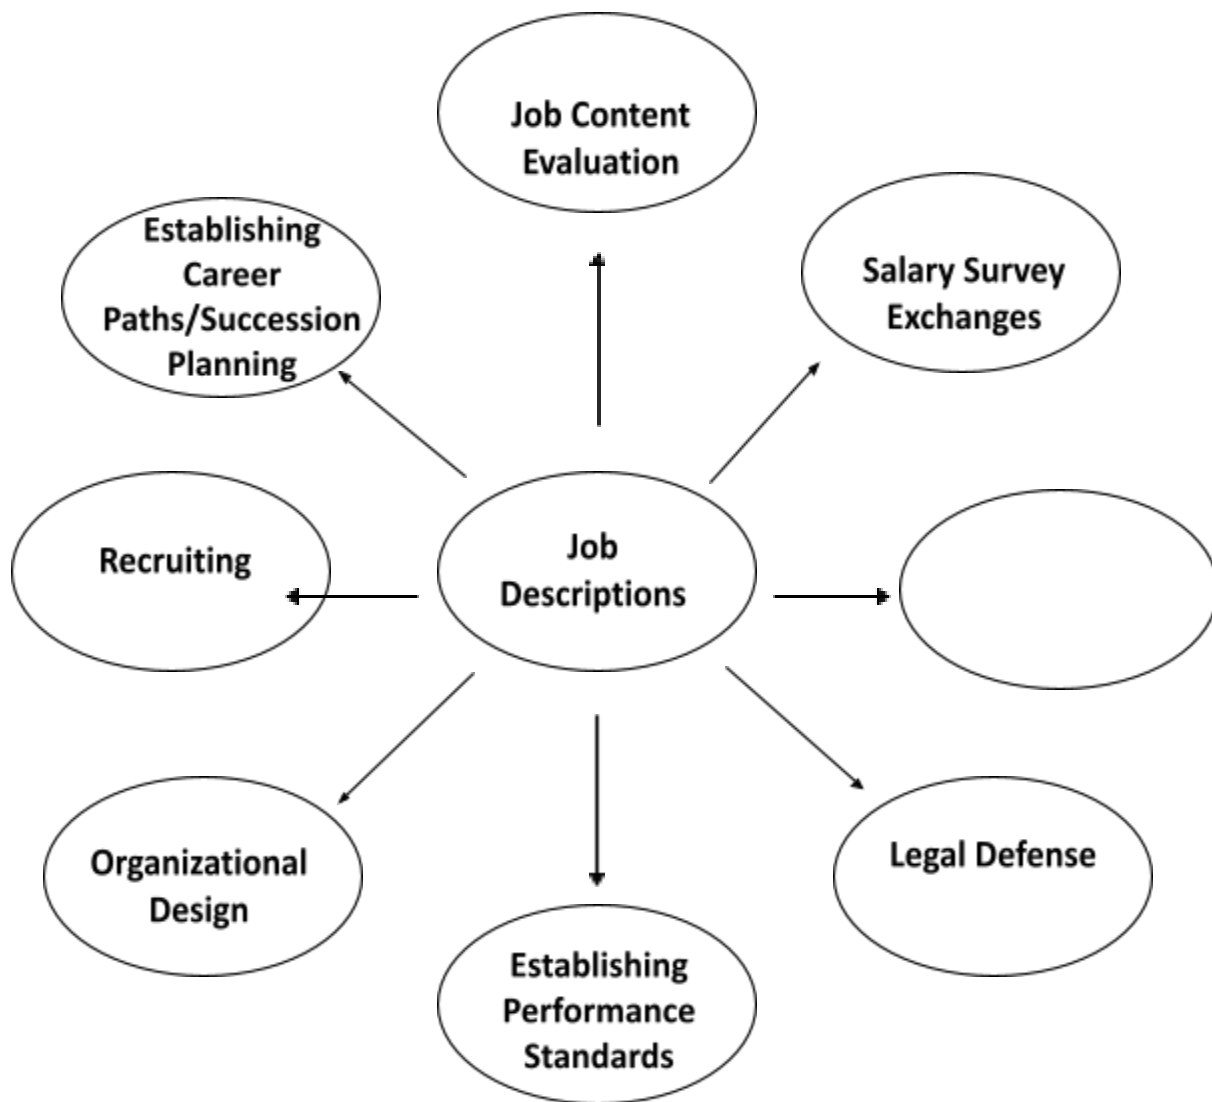 Job Content
Evaluation
Establishing
Career
Paths/Succession
Planning
Salary Survey
Exchanges
Recruiting
Job
Descriptions
Organizational
Design
Legal Defense
Establishing
Performance
Standards